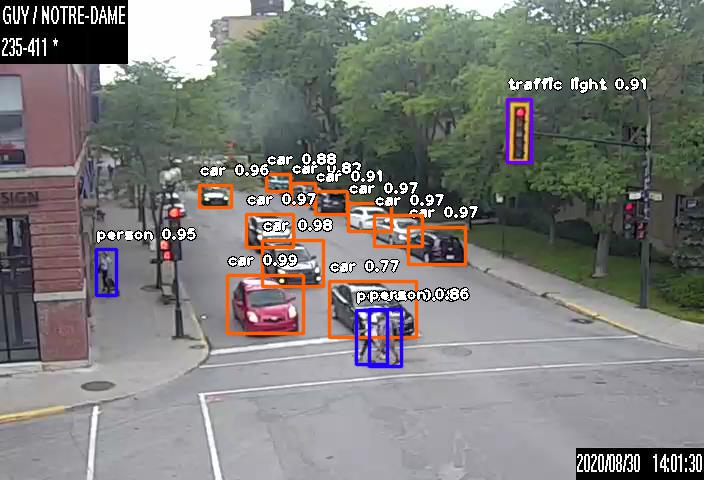 GUY / NOTRE-DAME
235-411 *
traffic light 0.91
car 0.88
car 0.96
car 0.91
car 0.97
car 0.97
car 0.97
car 0.97
car 0.98
person 0.95
car 0.99
car 0.77
0.86
SIGN
2020/08/30 14:01:30